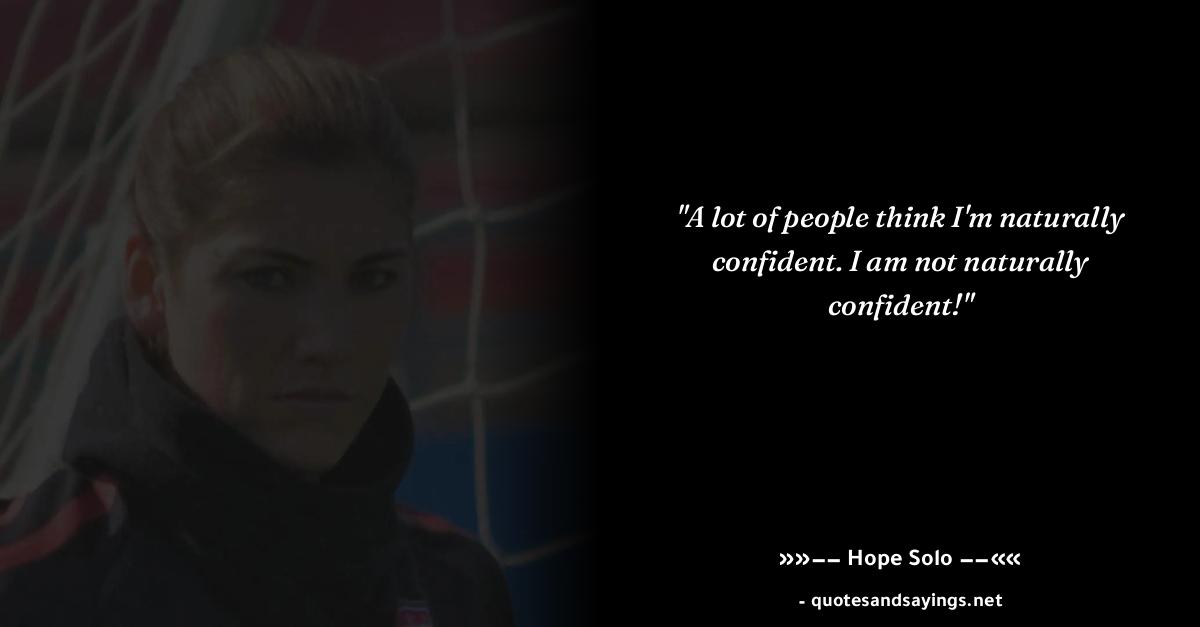 "A lot of people think I'm naturally
confident. I am not naturally
confident!"
»»−− Hope Solo −−««
- quotesandsayings.net